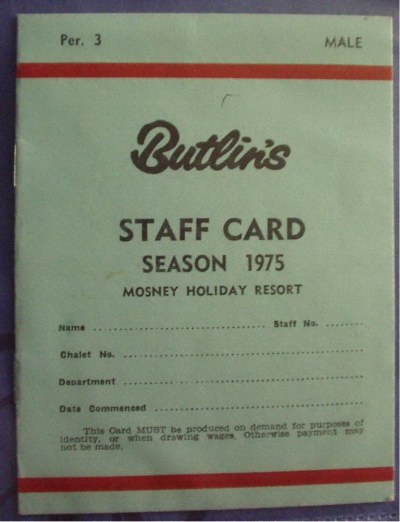 Per. 3 MALE
Butlin's
STAFF CARD
SEASON 1975
MOSNEY HOLIDAY RESORT
Name .................................. Staff No. ........
Chalet No. ......................................................
Department ......................................................
Date Commenced ..............................................
This Card MUST be produced on demand for purposes of
identity, or when drawing wages. Otherwise payment may
not be made.